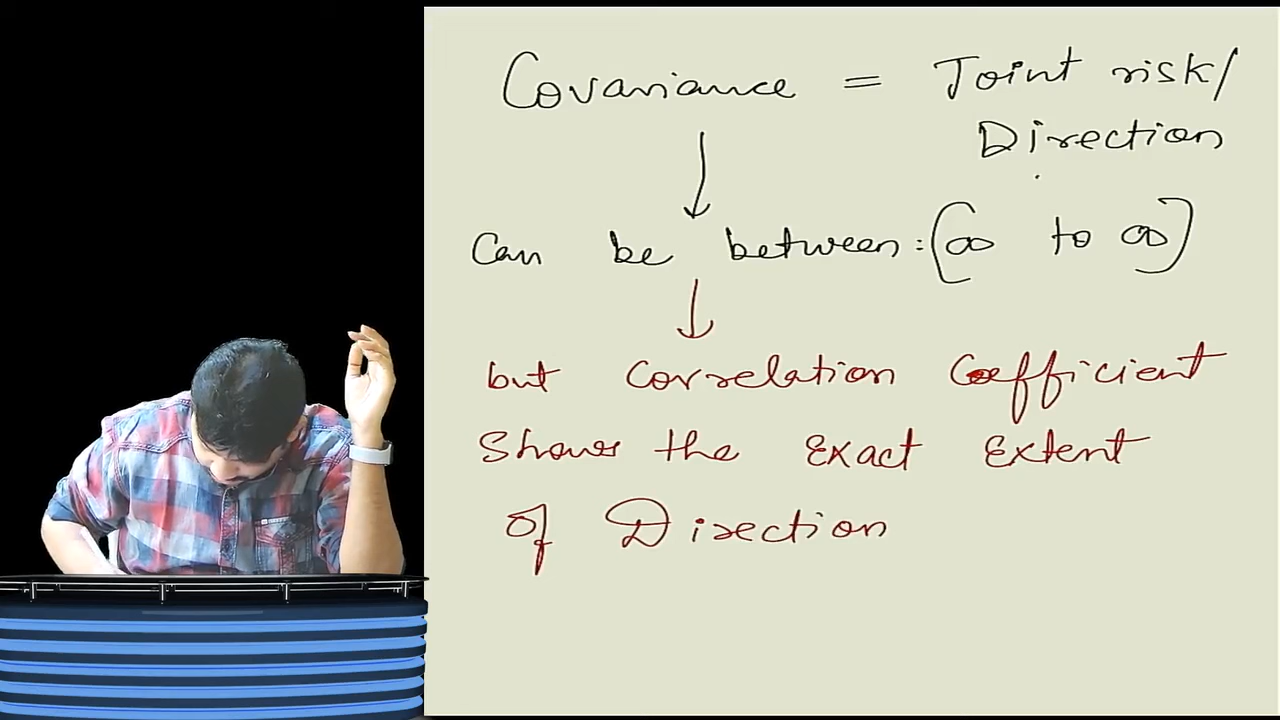 Covariance = Joint risk/
Direction
Can be between: [∞ to ∞]
but Correlation Coefficient
Shows the Exact Extent
of Direction